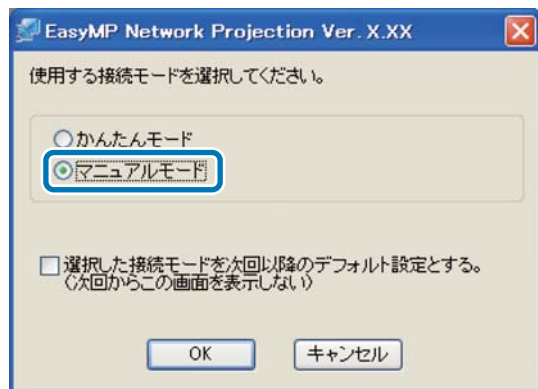 EasyMP Network Projection Ver. X.XX
使用する接続モードを選択してください。
かんたんモード
マニュアルモード
選択した接続モードを次回以降のデフォルト設定とする。
(次回からこの画面を表示しない)
OK
キャンセル